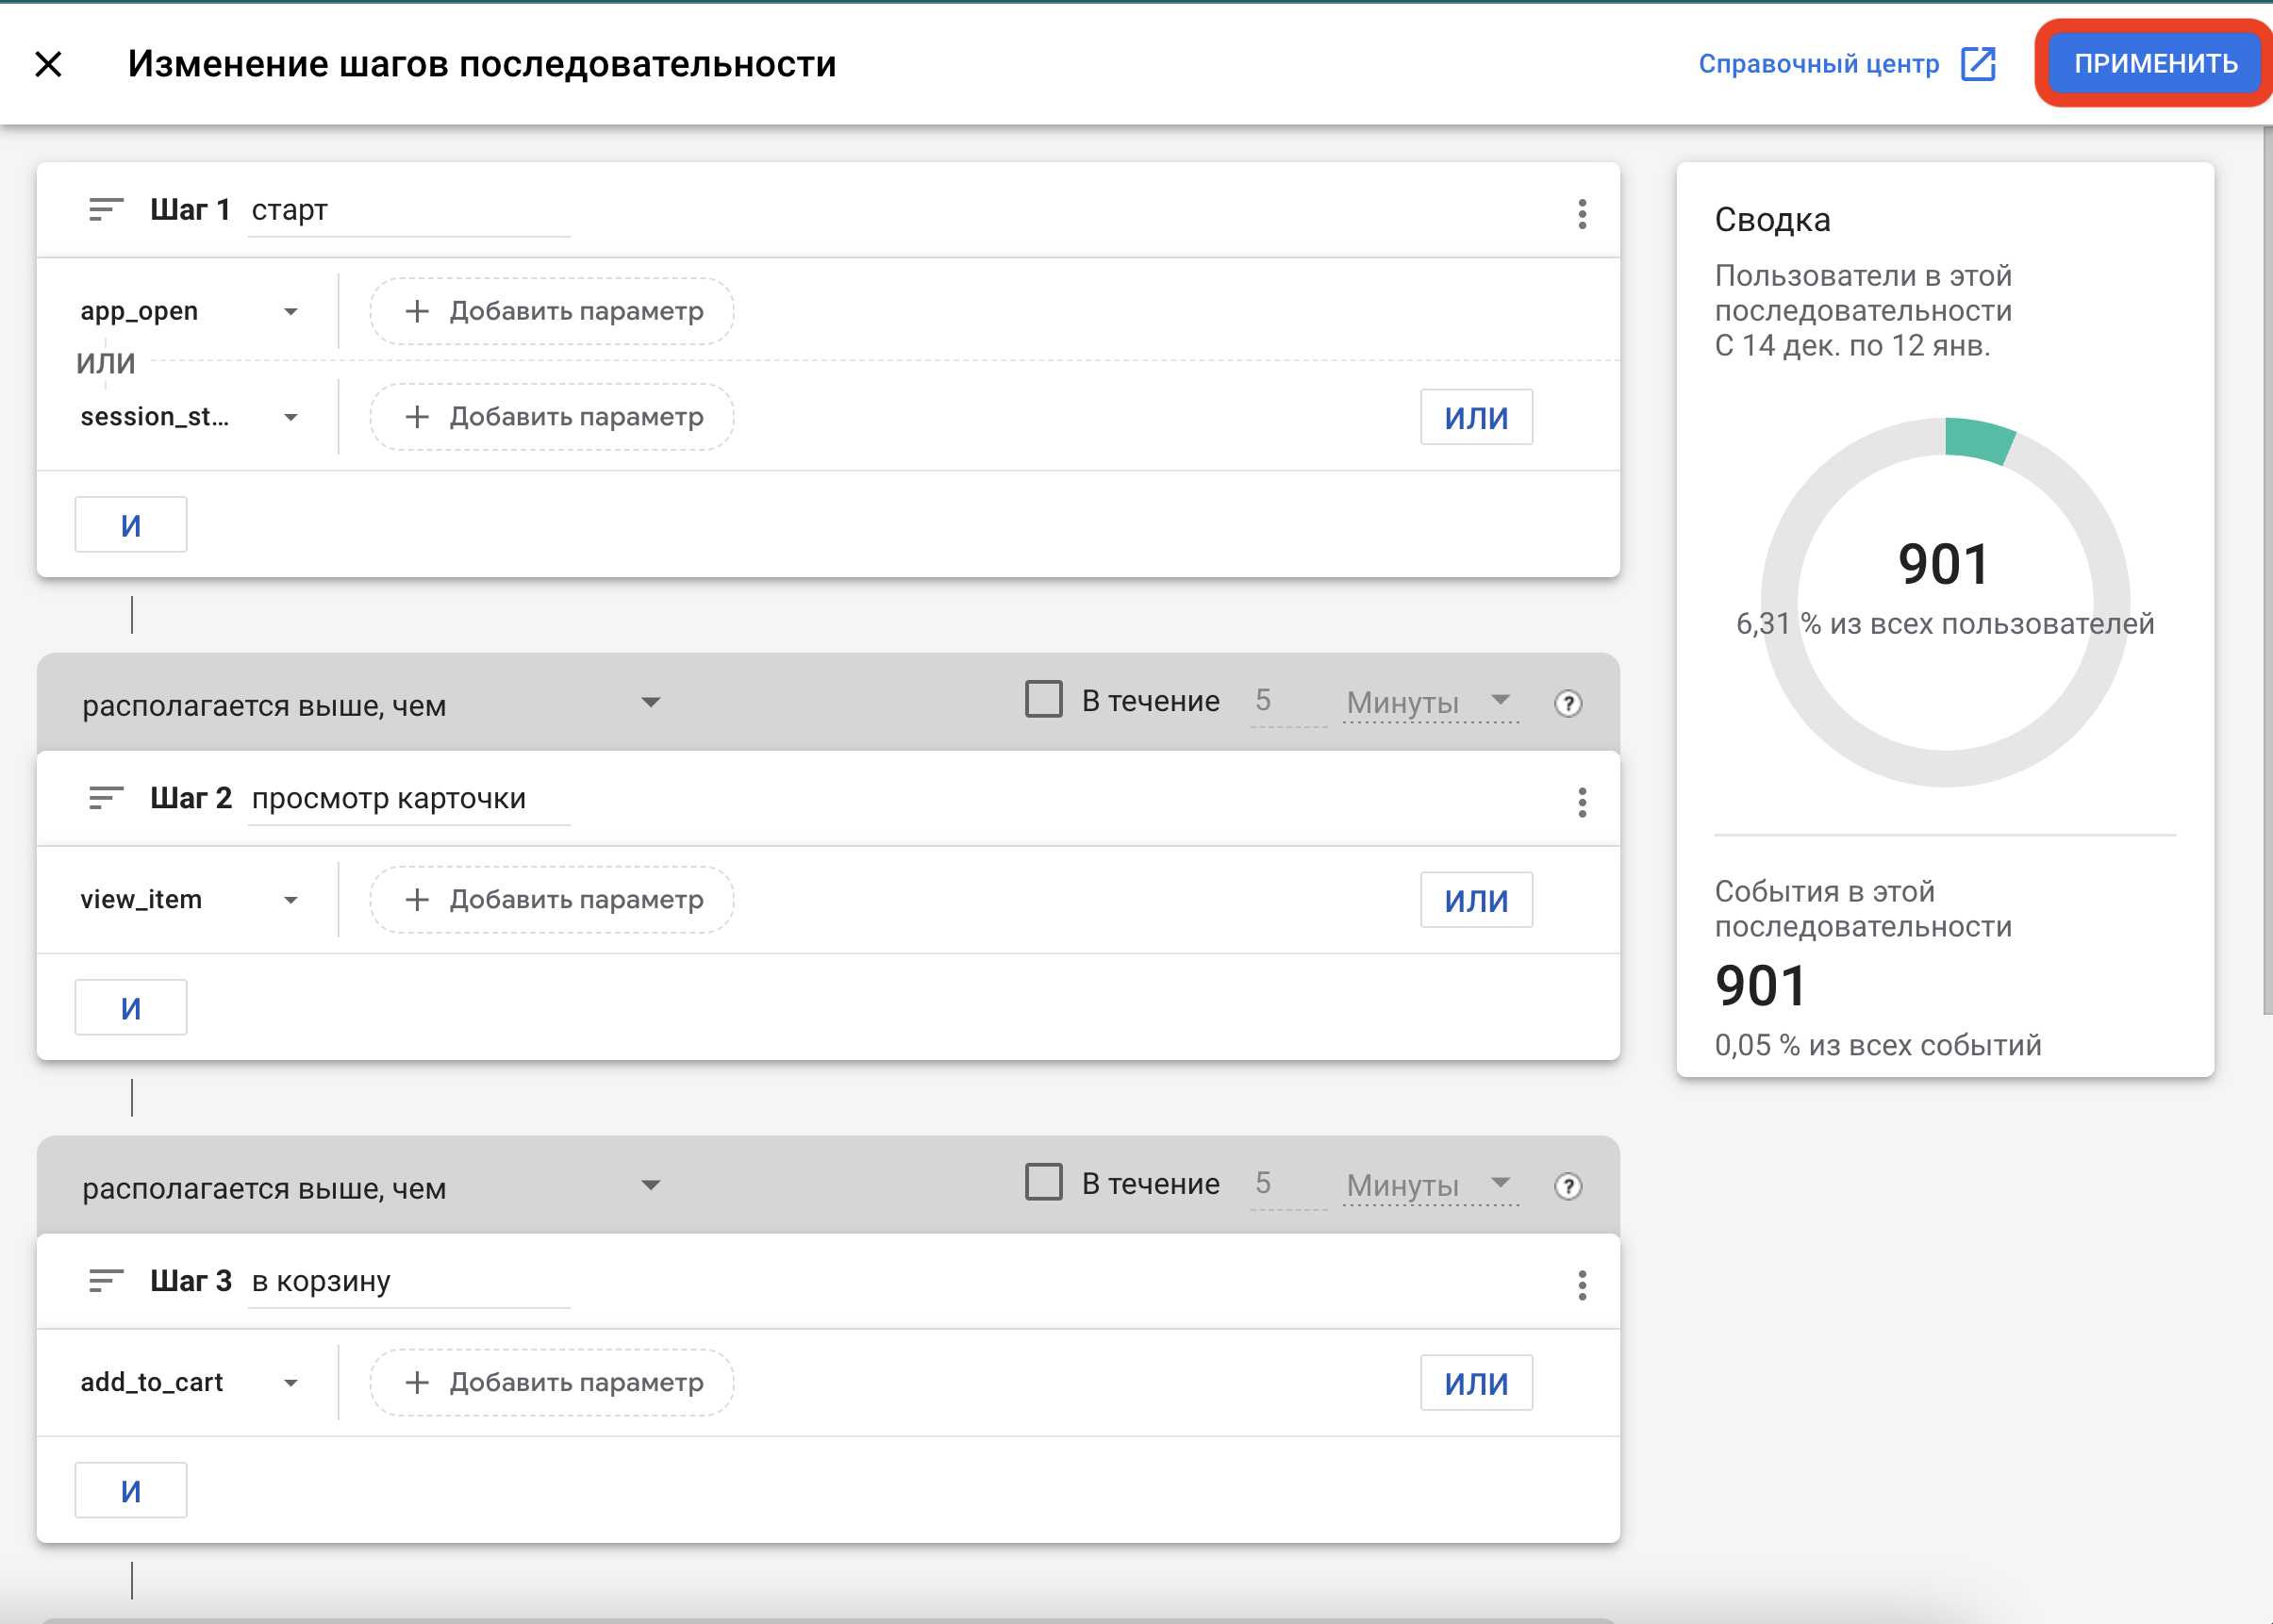 Изменение шагов последовательности
Справочный центр
ПРИМЕНИТЬ
Шаг 1 старт
app_open
+ Добавить параметр
ИЛИ
session_st...
+ Добавить параметр
ИЛИ
И
располагается выше, чем
В течение 5 Минуты ?
Шаг 2 просмотр карточки
view_item
+ Добавить параметр
ИЛИ
И
располагается выше, чем
В течение 5 Минуты ?
Шаг 3 в корзину
add_to_cart
+ Добавить параметр
ИЛИ
И
Сводка
Пользователи в этой
последовательности
С 14 дек. по 12 янв.
901
6,31 % из всех пользователей
События в этой
последовательности
901
0,05 % из всех событий